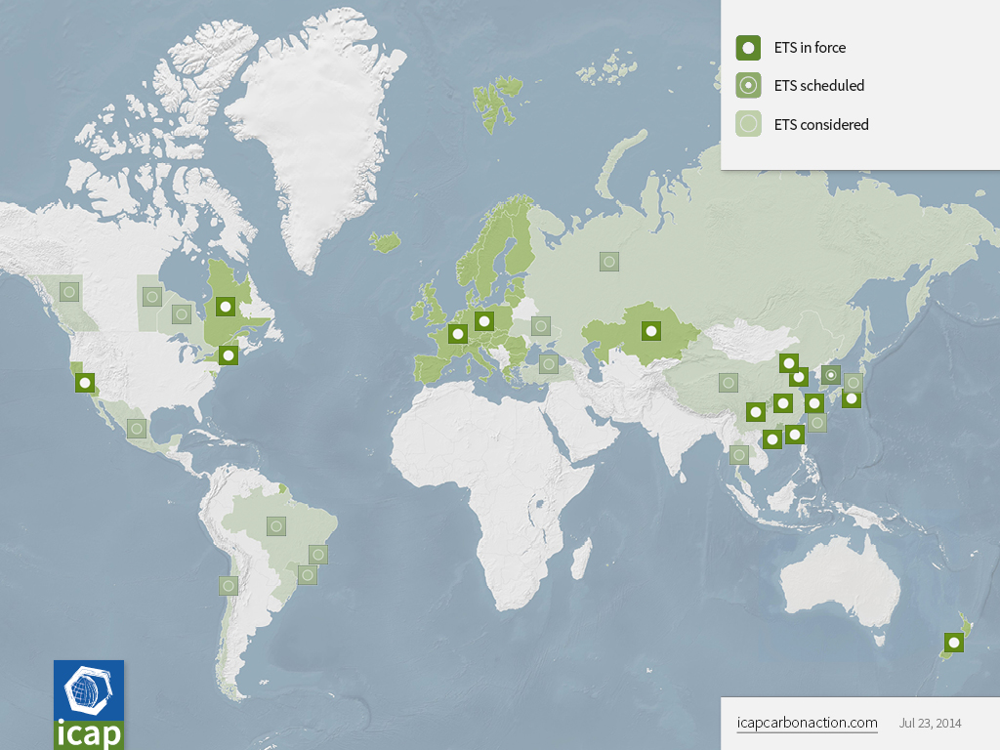 ETS in force
ETS scheduled
ETS considered
icap
icapcarbonaction.com
Jul 23, 2014